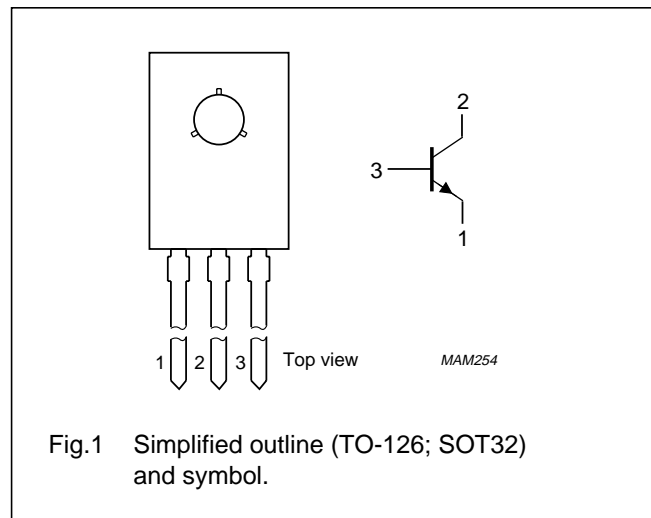 2
3
1
1 2 3 Top view
MAM254
Fig.1 Simplified outline (TO-126; SOT32)
and symbol.